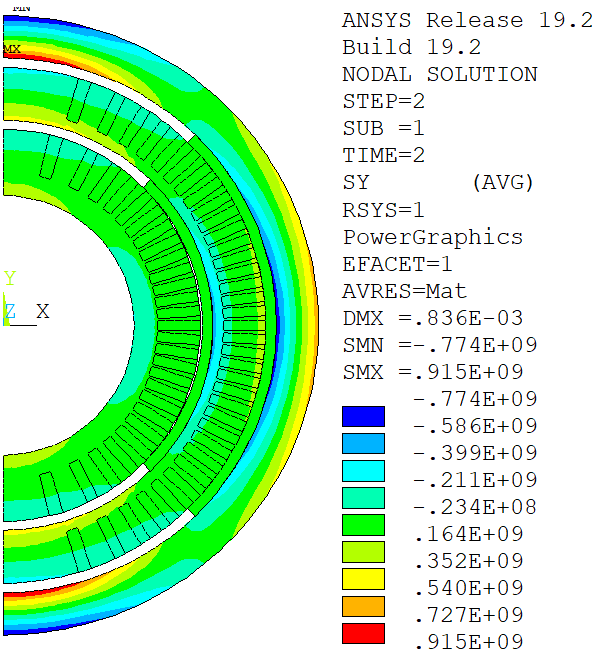 MN
MX
Y
Z X
ANSYS Release 19.2
Build 19.2
NODAL SOLUTION
STEP=2
SUB =1
TIME=2
SY (AVG)
RSYS=1
PowerGraphics
EFACET=1
AVRES=Mat
DMX =.836E-03
SMN =-.774E+09
SMX =.915E+09
-.774E+09
-.586E+09
-.399E+09
-.211E+09
-.234E+08
.164E+09
.352E+09
.540E+09
.727E+09
.915E+09